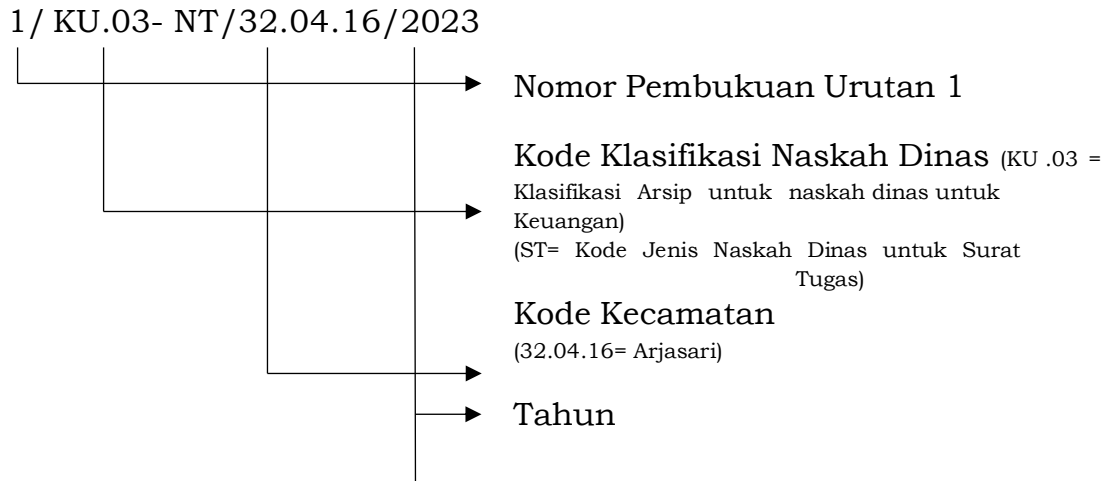 1/ KU.03- NT/32.04.16/2023
Nomor Pembukuan Urutan 1
Kode Klasifikasi Naskah Dinas (KU .03 =
Klasifikasi Arsip untuk naskah dinas untuk
Keuangan)
(ST= Kode Jenis Naskah Dinas untuk Surat
Tugas)
Kode Kecamatan
(32.04.16= Arjasari)
Tahun